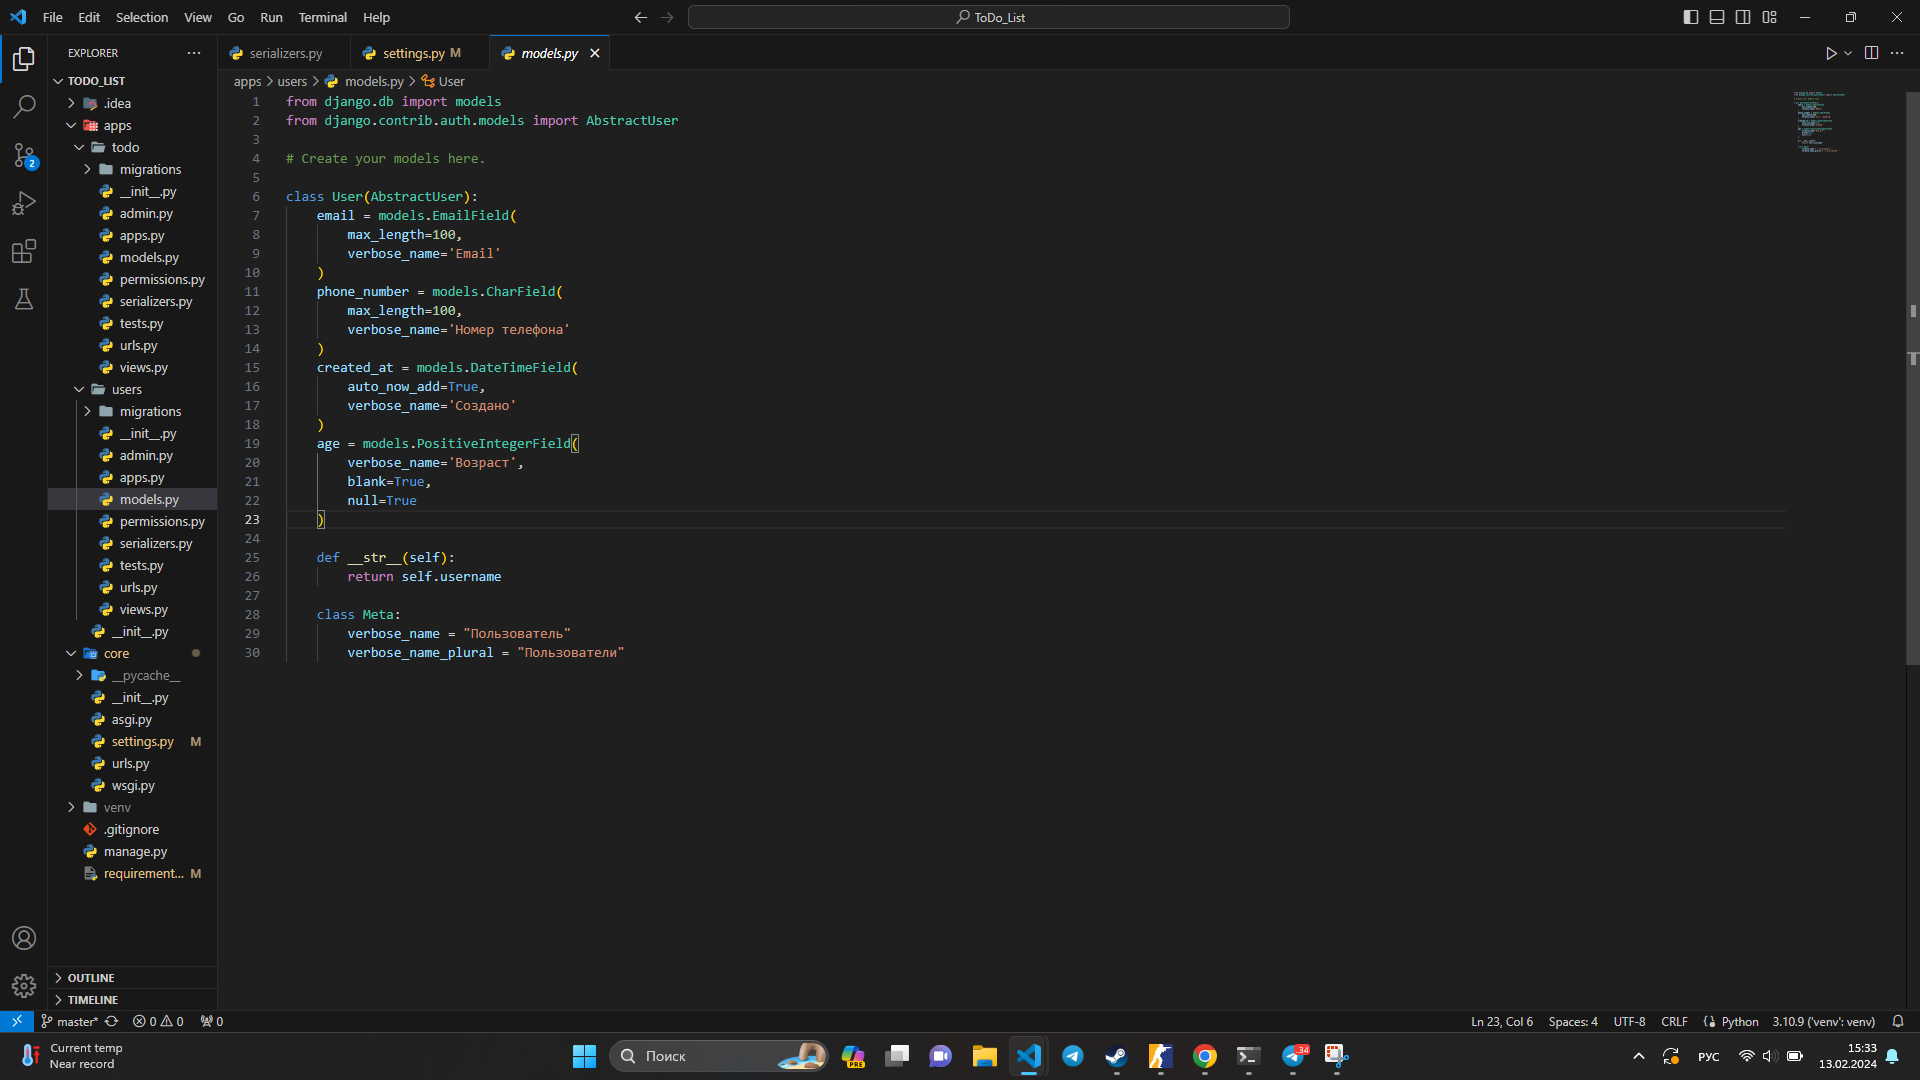 File Edit Selection View Go Run Terminal Help
ToDo_List
EXPLORER
TODO_LIST
.idea
apps
todo
migrations
__init__.py
admin.py
apps.py
models.py
permissions.py
serializers.py
tests.py
urls.py
views.py
users
migrations
__init__.py
admin.py
apps.py
models.py
permissions.py
serializers.py
tests.py
urls.py
views.py
__init__.py
core
__pycache__
__init__.py
asgi.py
settings.py M
urls.py
wsgi.py
venv
.gitignore
manage.py
requirement... M
OUTLINE
TIMELINE
2
serializers.py settings.py M models.py
apps users models.py User
1 from django.db import models
2 from django.contrib.auth.models import AbstractUser
3
4 # Create your models here.
5
6 class User(AbstractUser):
7 email = models.EmailField(
8 max_length=100,
9 verbose_name='Email'
10 )
11 phone_number = models.CharField(
12 max_length=100,
13 verbose_name='Номер телефона'
14 )
15 created_at = models.DateTimeField(
16 auto_now_add=True,
17 verbose_name='Создано'
18 )
19 age = models.PositiveIntegerField(
20 verbose_name='Возраст',
21 blank=True,
22 null=True
23 )
24
25 def __str__(self):
26 return self.username
27
28 class Meta:
29 verbose_name = "Пользователь"
30 verbose_name_plural = "Пользователи"
master* 0 0 0
Ln 23, Col 6 Spaces: 4 UTF-8 CRLF Python 3.10.9 ('venv': venv)
Current temp
Near record
Поиск
PRE
34
РУС
15:33
13.02.2024